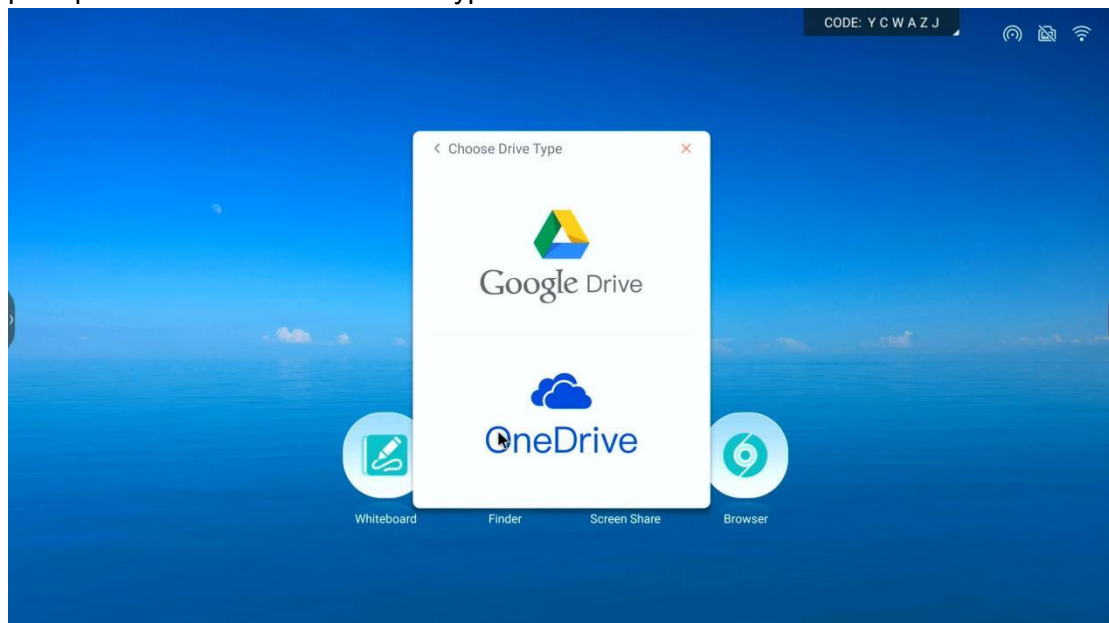 CODE: Y C W A Z J
Choose Drive Type
Google Drive
OneDrive
Whiteboard
Finder
Screen Share
Browser